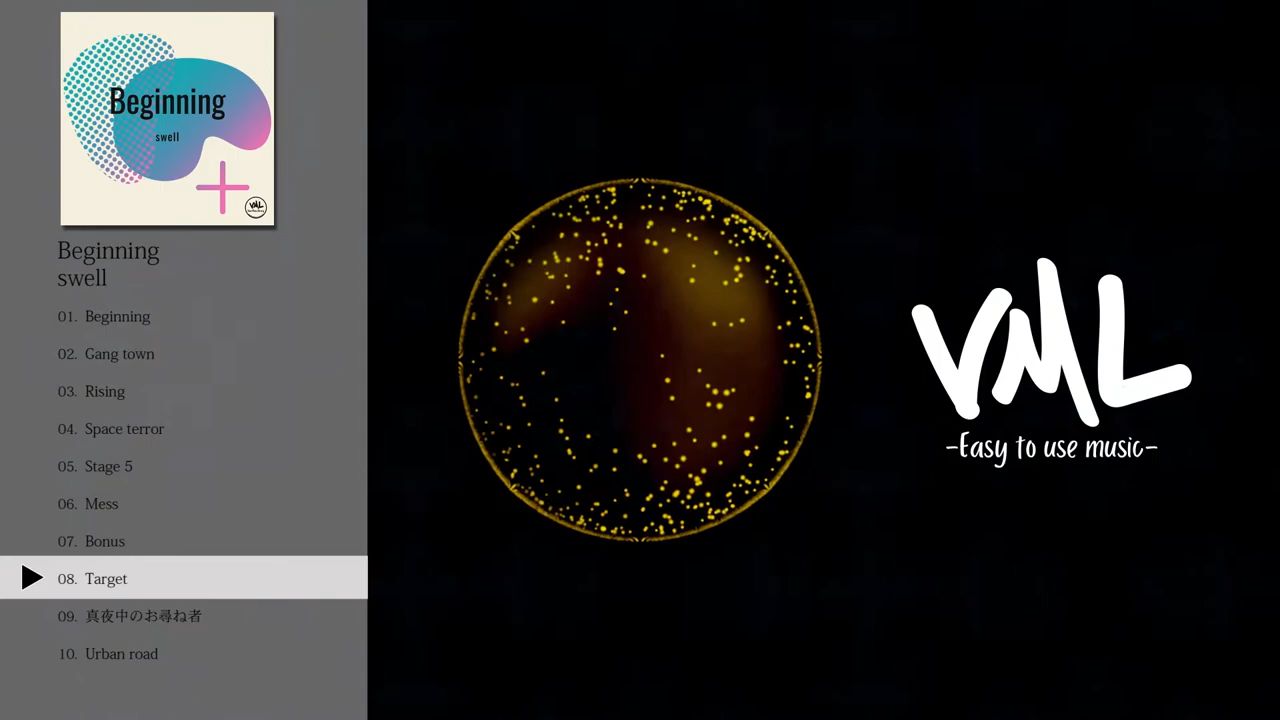 Beginning
swell
VML
Beginning
swell
01. Beginning
02. Gang town
03. Rising
04. Space terror
05. Stage 5
06. Mess
07. Bonus
08. Target
09. 真夜中のお尋ね者
10. Urban road
VML
-Easy to use music-